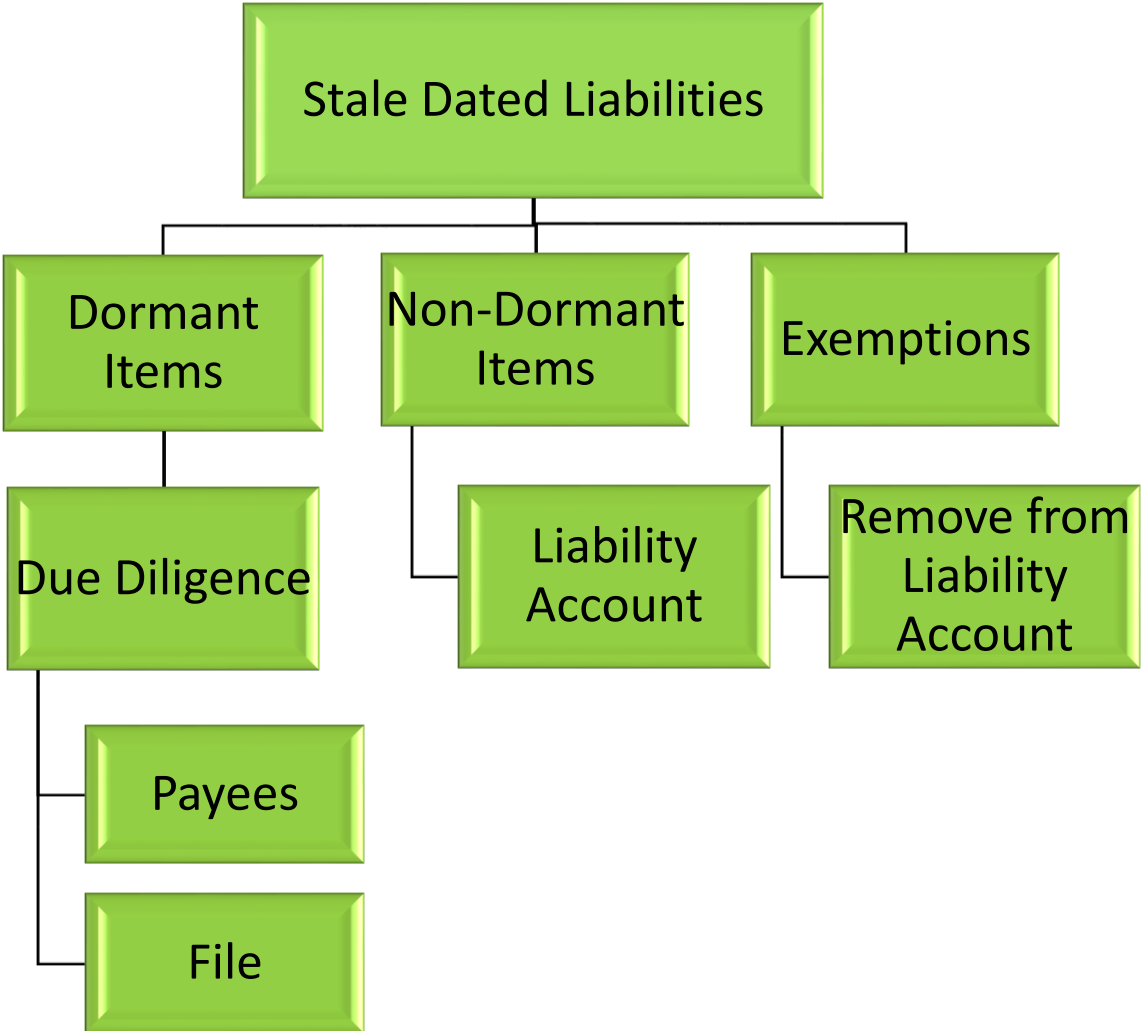 Stale Dated Liabilities
Dormant
Items
Non-Dormant
Items
Exemptions
Due Diligence
Liability
Account
Remove from
Liability
Account
Payees
File